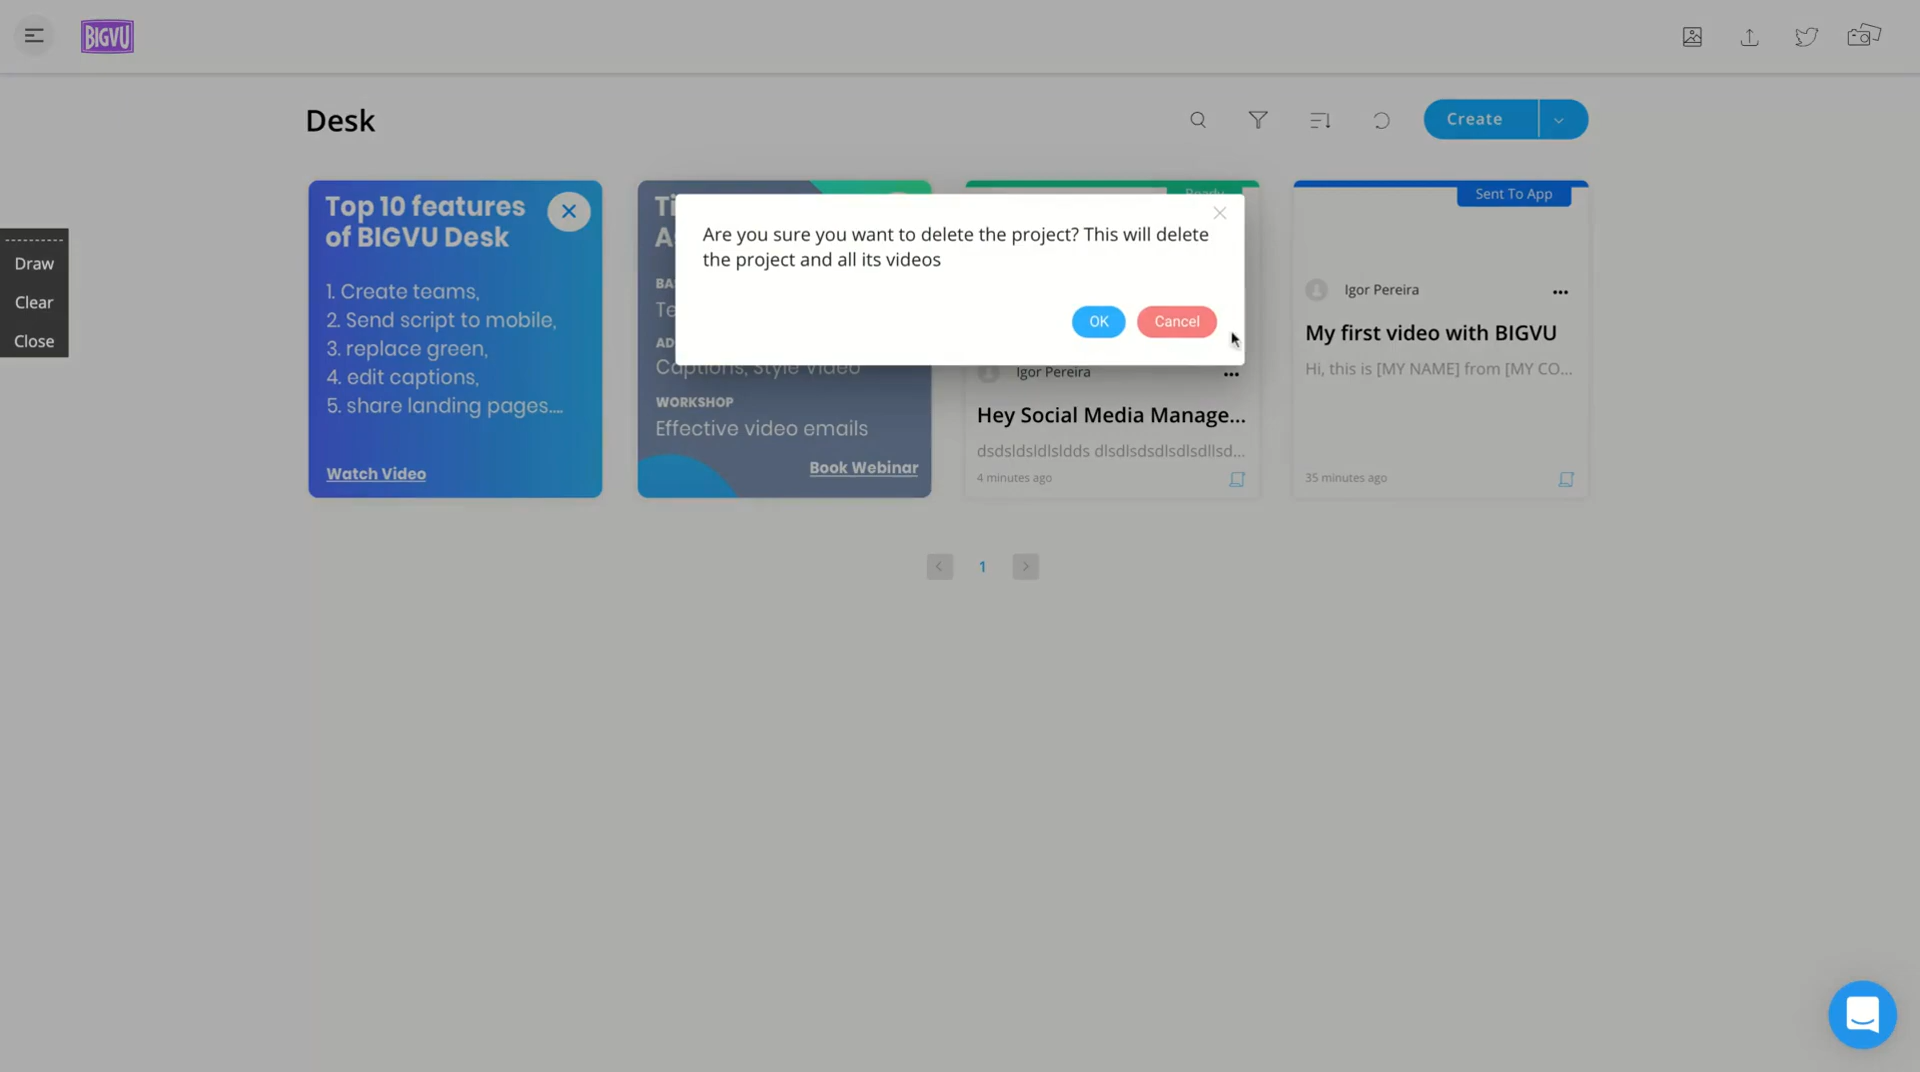 BIGVU
Desk
Create
Draw
Clear
Close
Top 10 features
of BIGVU Desk
1. Create teams,
2. Send script to mobile,
3. replace green,
4. edit captions,
5. share landing pages....
Watch Video
Captions, Style Video
WORKSHOP
Effective video emails
Book Webinar
Are you sure you want to delete the project? This will delete
the project and all its videos
OK
Cancel
Ready
Igor Pereira
Hey Social Media Manage...
dsdsldsldlsldds dlsdlsdsdlsdlsdllsd...
4 minutes ago
Sent To App
Igor Pereira
My first video with BIGVU
Hi, this is [MY NAME] from [MY CO...
35 minutes ago
< 1 >